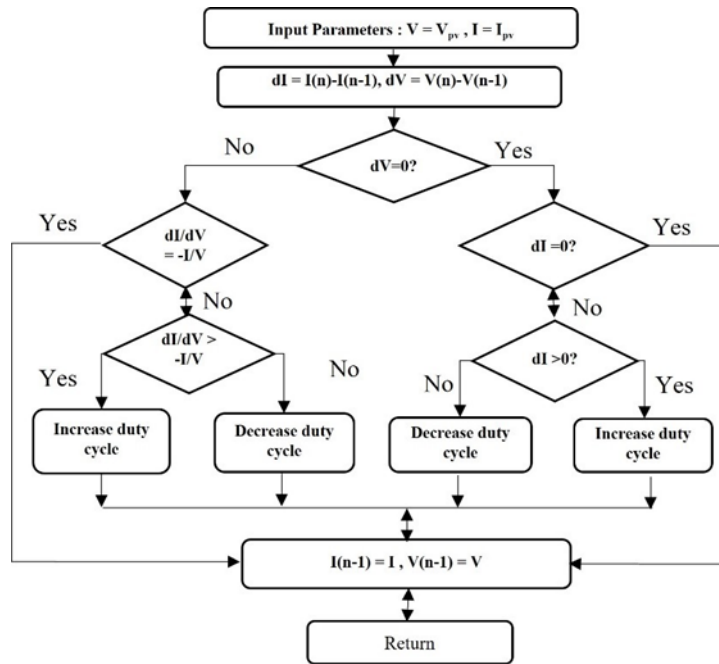 Input Parameters : V = V_pv , I = I_pv
dI = I(n)-I(n-1), dV = V(n)-V(n-1)
No
dV=0?
Yes
Yes
dI/dV
= -I/V
dI =0?
Yes
No
No
dI/dV >
-I/V
dI >0?
Yes
No
No
Yes
Increase duty
cycle
Decrease duty
cycle
Decrease duty
cycle
Increase duty
cycle
I(n-1) = I , V(n-1) = V
Return